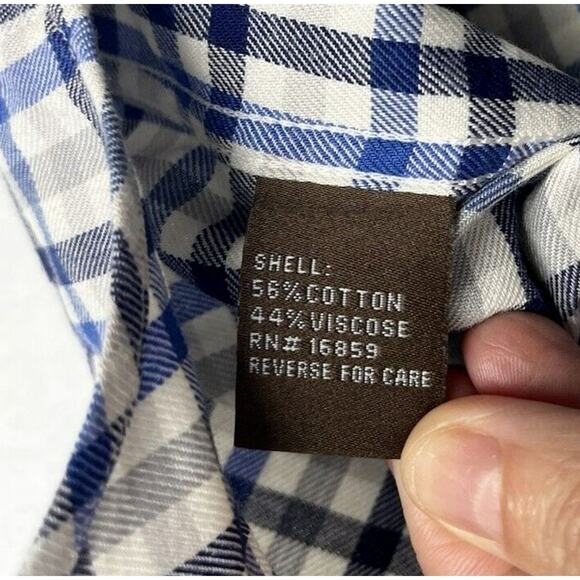 SHELL:
56%COTTON
44%VISCOSE
RN# 16859
REVERSE FOR CARE